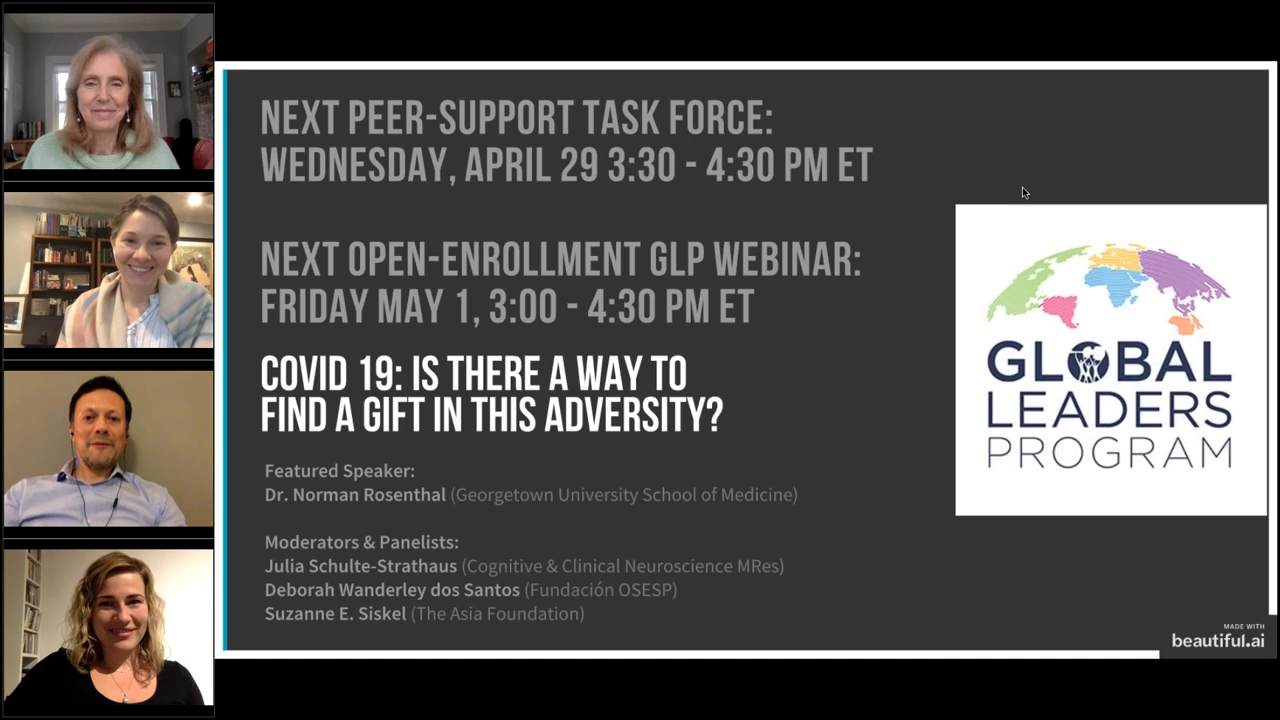 NEXT PEER-SUPPORT TASK FORCE:
WEDNESDAY, APRIL 29 3:30 - 4:30 PM ET
NEXT OPEN-ENROLLMENT GLP WEBINAR:
FRIDAY MAY 1, 3:00 - 4:30 PM ET
COVID 19: IS THERE A WAY TO
FIND A GIFT IN THIS ADVERSITY?
Featured Speaker:
Dr. Norman Rosenthal (Georgetown University School of Medicine)
Moderators & Panelists:
Julia Schulte-Strathaus (Cognitive & Clinical Neuroscience MRes)
Deborah Wanderley dos Santos (Fundación OSESP)
Suzanne E. Siskel (The Asia Foundation)
GLOBAL
LEADERS
PROGRAM
MADE WITH
beautiful.ai